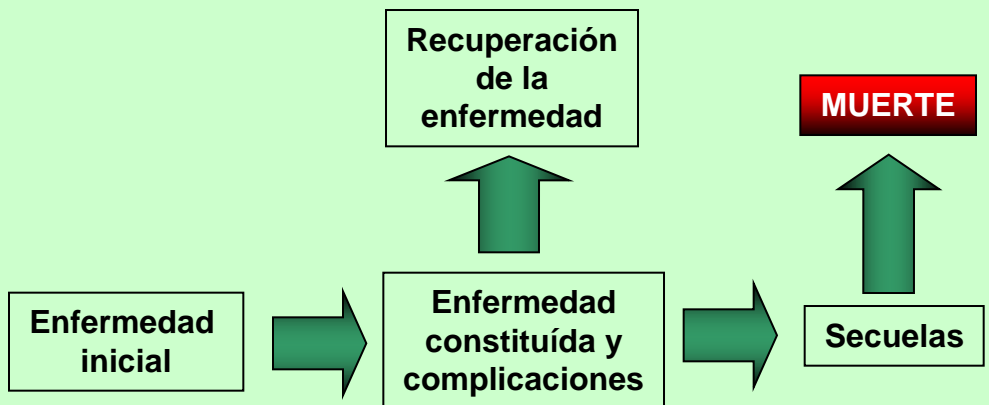 Recuperación
de la
enfermedad
MUERTE
Enfermedad
inicial
Enfermedad
constituída y
complicaciones
Secuelas